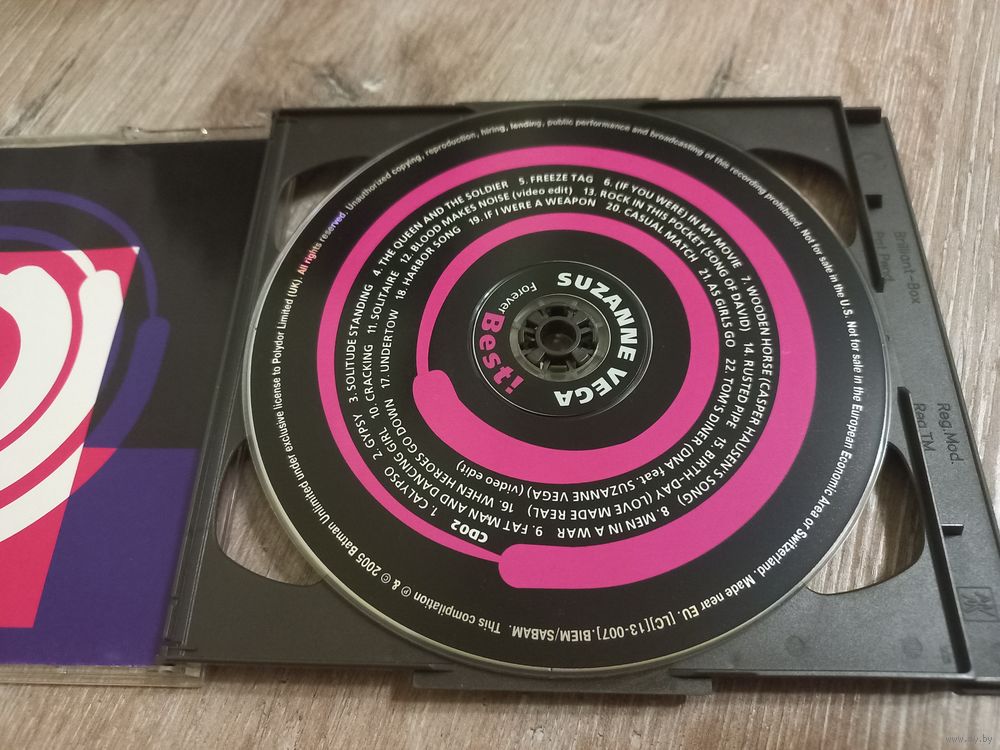 Unauthorized copying, reproduction, hiring, lending, public performance and broadcasting of this recording prohibited. Not for sale in the U.S. Not for sale in the European Economic Area or Switzerland. Made near EU. [LC][13-007]. BIEM/SABAM. This compilation ℗ & © 2005 Batman Unlimited under exclusive license to Polydor Limited (UK). All rights reserved.
CD02
1. CALYPSO 2. GYPSY 3. SOLITUDE STANDING 4. THE QUEEN AND THE SOLDIER 5. FREEZE TAG 6. (IF YOU WERE) IN MY MOVIE 7. WOODEN HORSE (CASPER HAUSEN'S SONG) 8. MEN IN A WAR
9. FAT MAN AND DANCING GIRL 10. CRACKING 11. SOLITAIRE 12. BLOOD MAKES NOISE (video edit) 13. ROCK IN THIS POCKET (SONG OF DAVID) 14. RUSTED PIPE 15. BIRTH-DAY (LOVE MADE REAL)
16. WHEN HEROES GO DOWN 17. UNDERTOW 18. HARBOR SONG 19. IF I WERE A WEAPON 20. CASUAL MATCH 21. AS GIRLS GO 22. TOM'S DINER (DNA feat. SUZANNE VEGA) (video edit)
SUZANNE VEGA
Forever
itsBest
Brilliant-Box
Pat.Pend.
Reg.Mod.
Reg.TM
www.ay.by